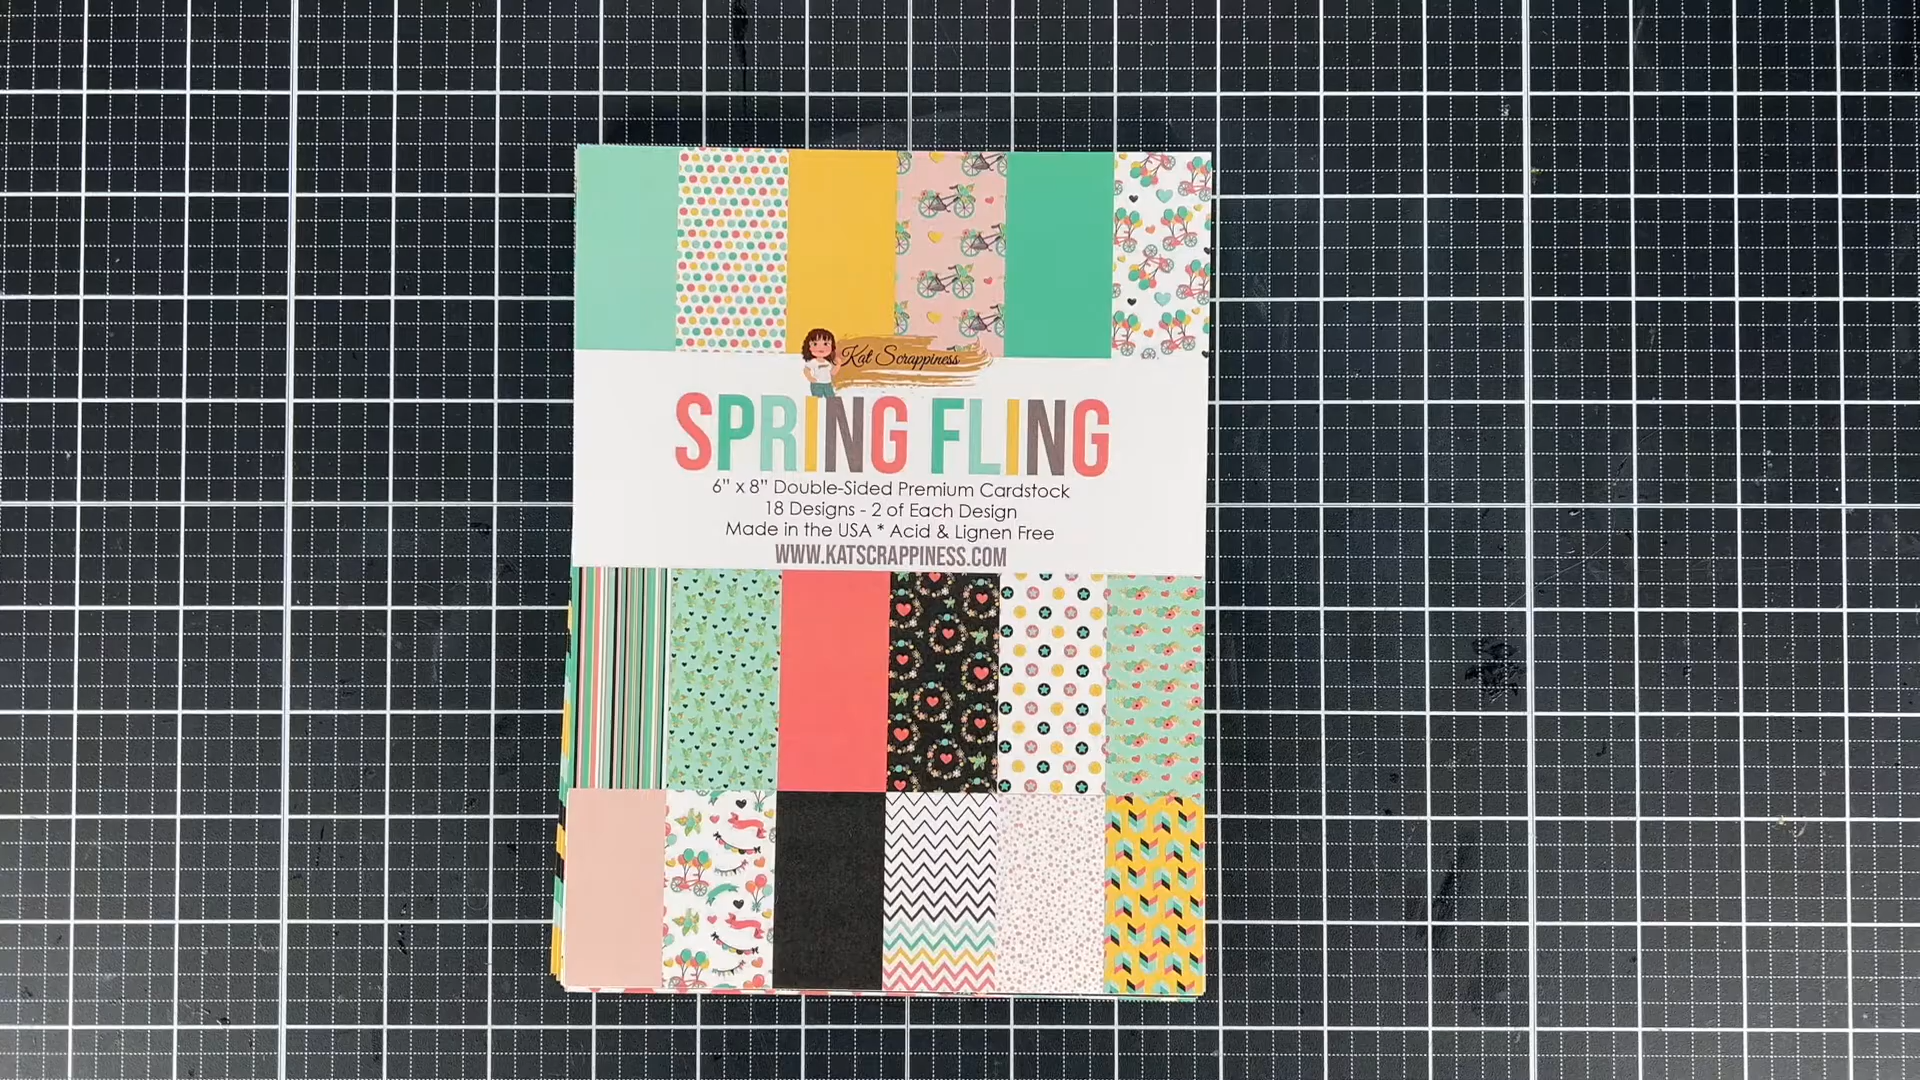 Kat Scrappiness
SPRING FLING
6” x 8” Double-Sided Premium Cardstock
18 Designs - 2 of Each Design
Made in the USA * Acid & Lignen Free
WWW.KATSCRAPPINESS.COM